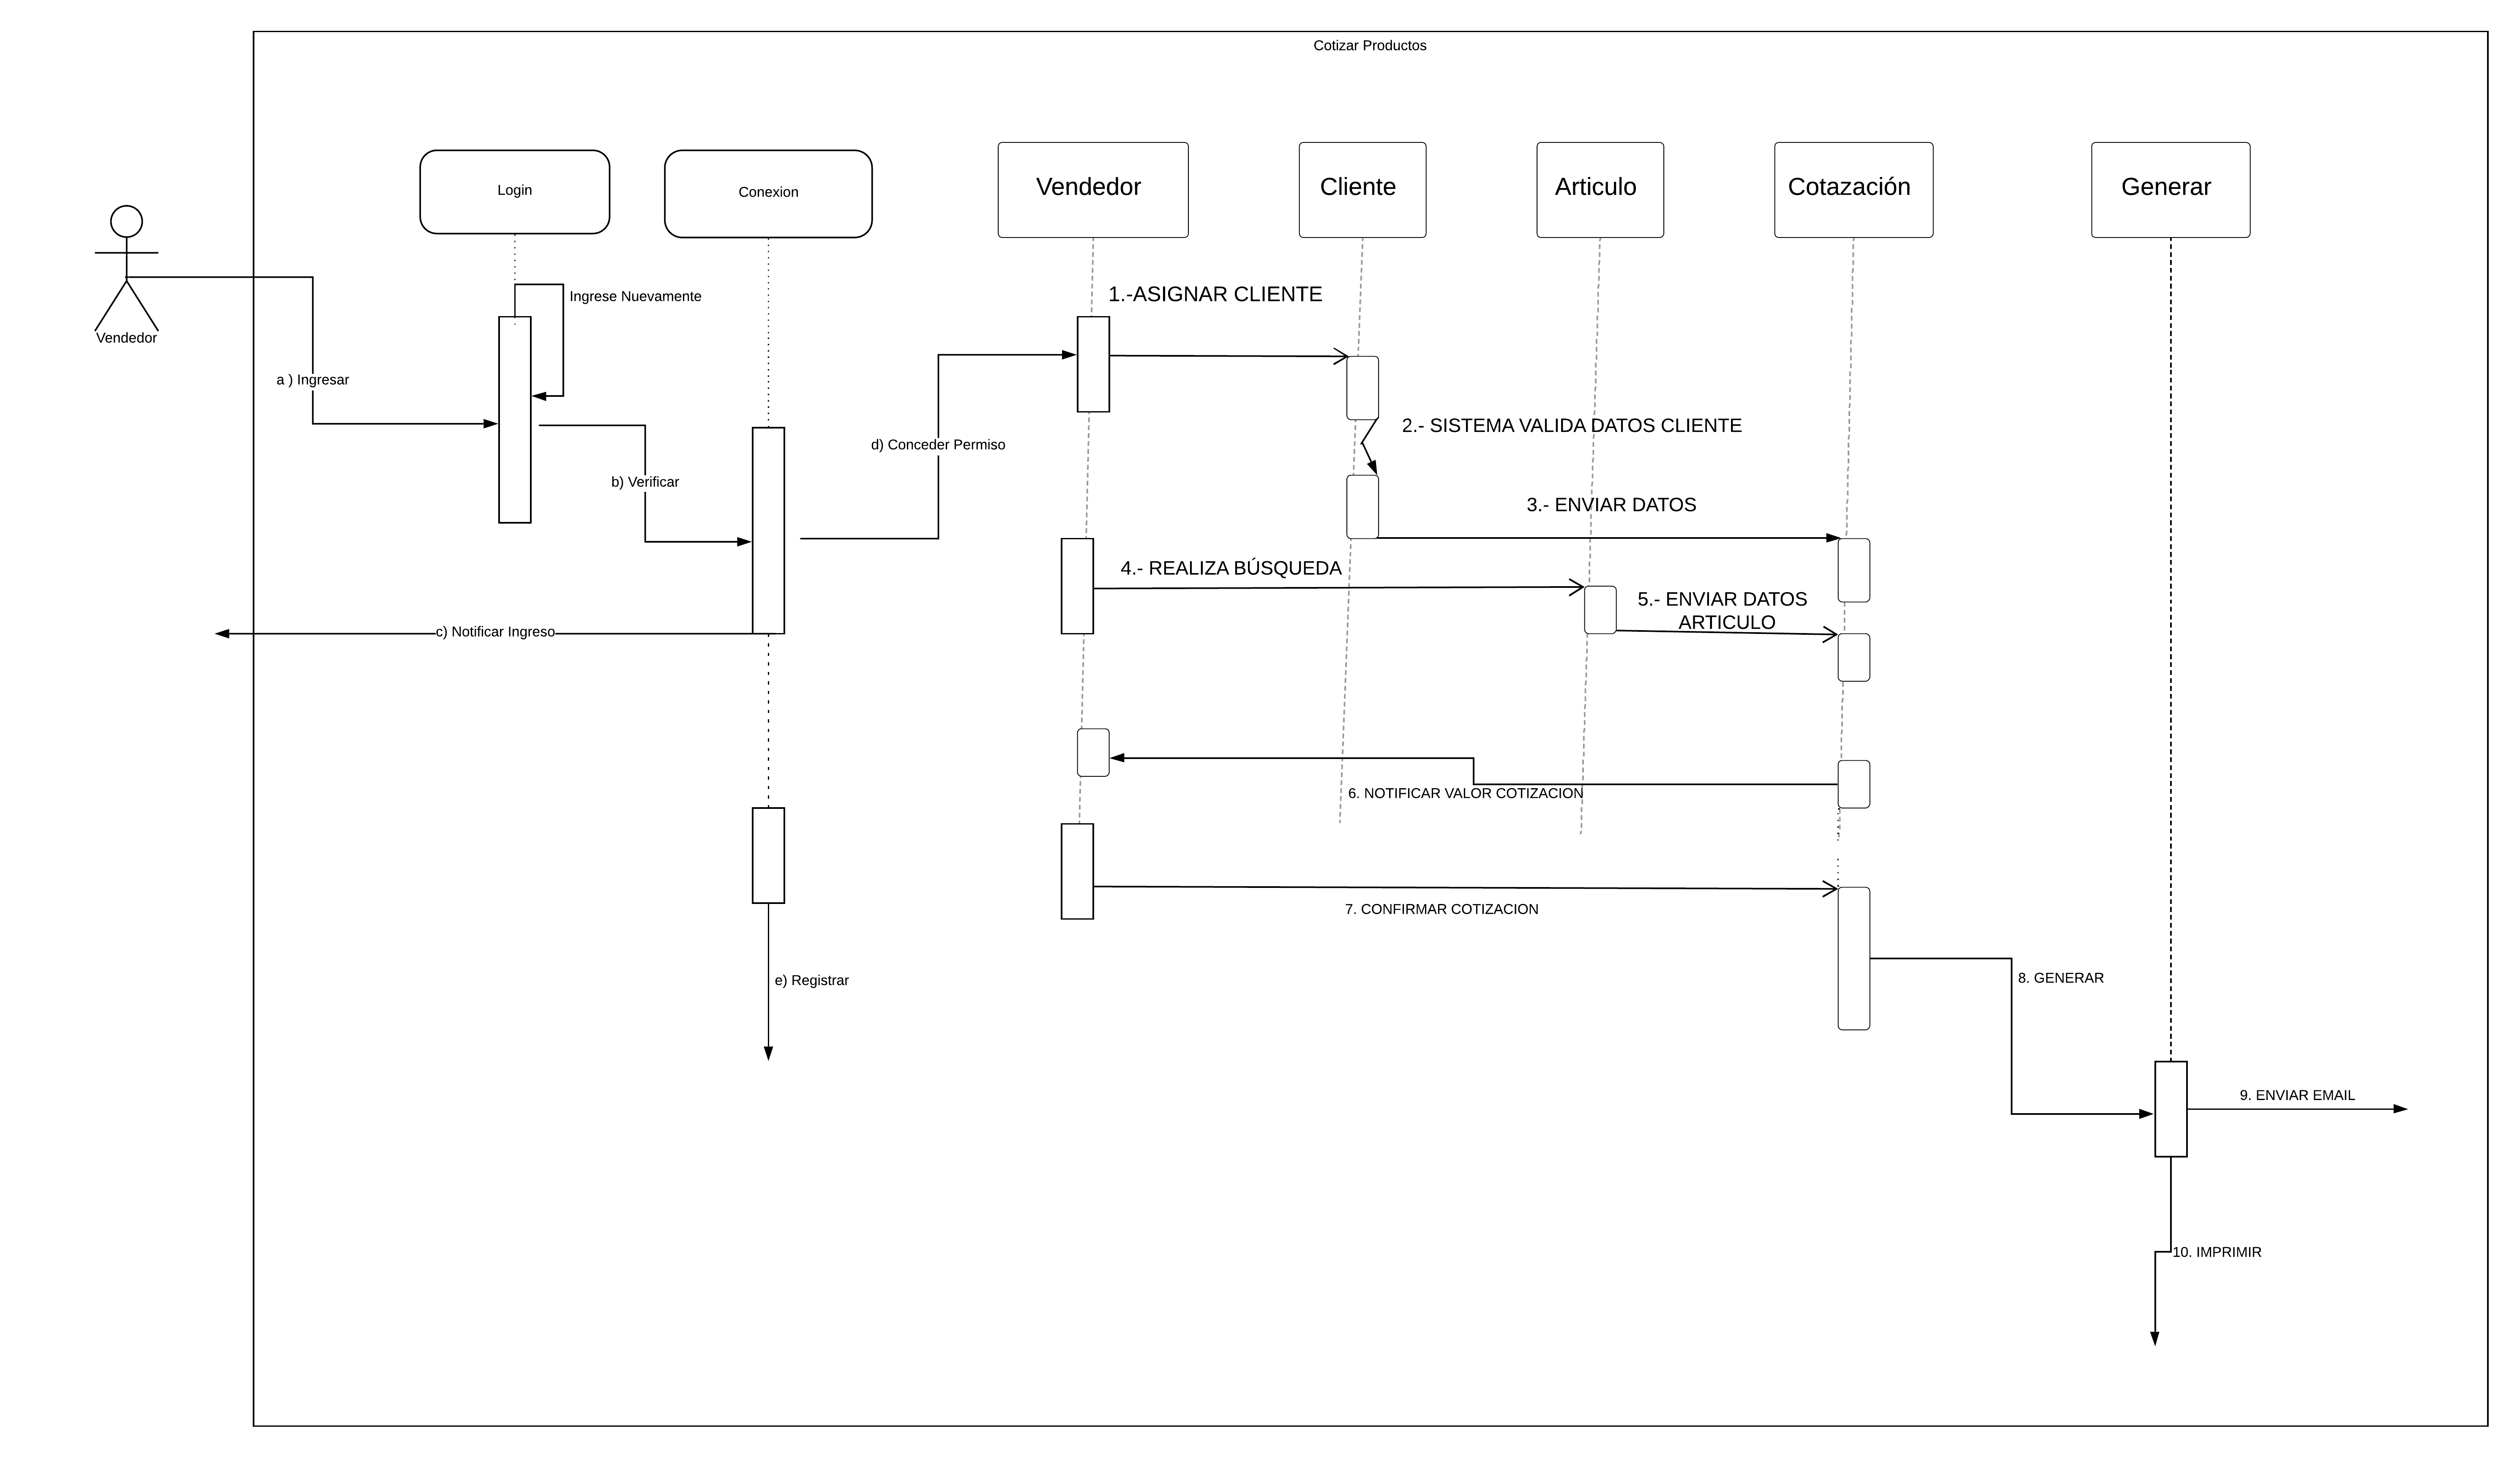 Cotizar Productos
Login
Conexion
Vendedor
Cliente
Articulo
Cotazación
Generar
Vendedor
Ingrese Nuevamente
1.-ASIGNAR CLIENTE
a ) Ingresar
2.- SISTEMA VALIDA DATOS CLIENTE
d) Conceder Permiso
b) Verificar
3.- ENVIAR DATOS
4.- REALIZA BÚSQUEDA
5.- ENVIAR DATOS
ARTICULO
c) Notificar Ingreso
6. NOTIFICAR VALOR COTIZACION
7. CONFIRMAR COTIZACION
e) Registrar
8. GENERAR
9. ENVIAR EMAIL
10. IMPRIMIR